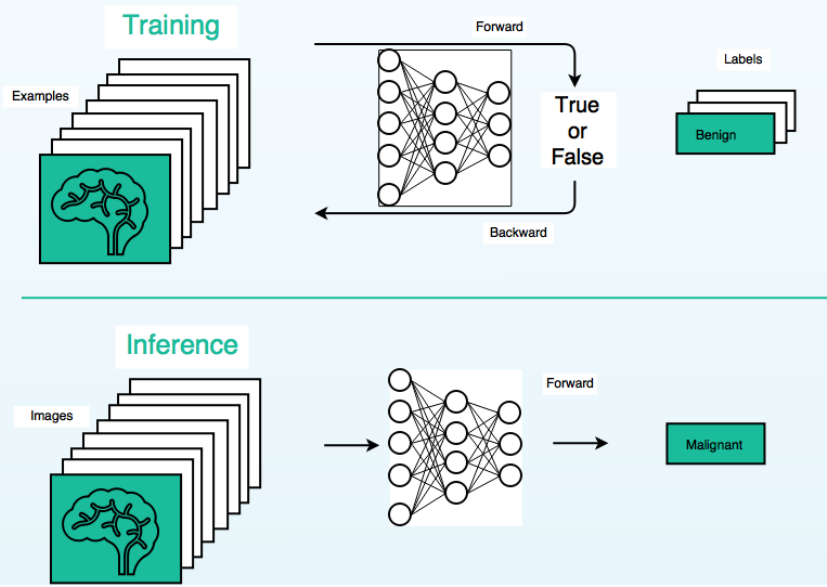 Training
Forward
Labels
Examples
True
or
False
Benign
Backward
Inference
Images
Forward
Malignant